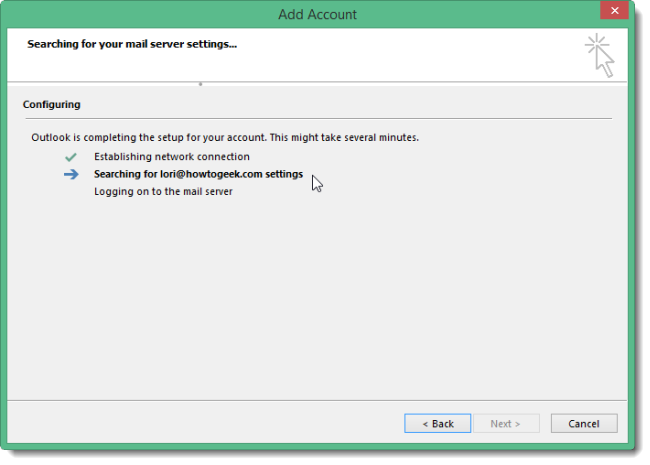 Add Account
Searching for your mail server settings...
Configuring
Outlook is completing the setup for your account. This might take several minutes.
Establishing network connection
Searching for lori@howtogeek.com settings
Logging on to the mail server
< Back
Next >
Cancel